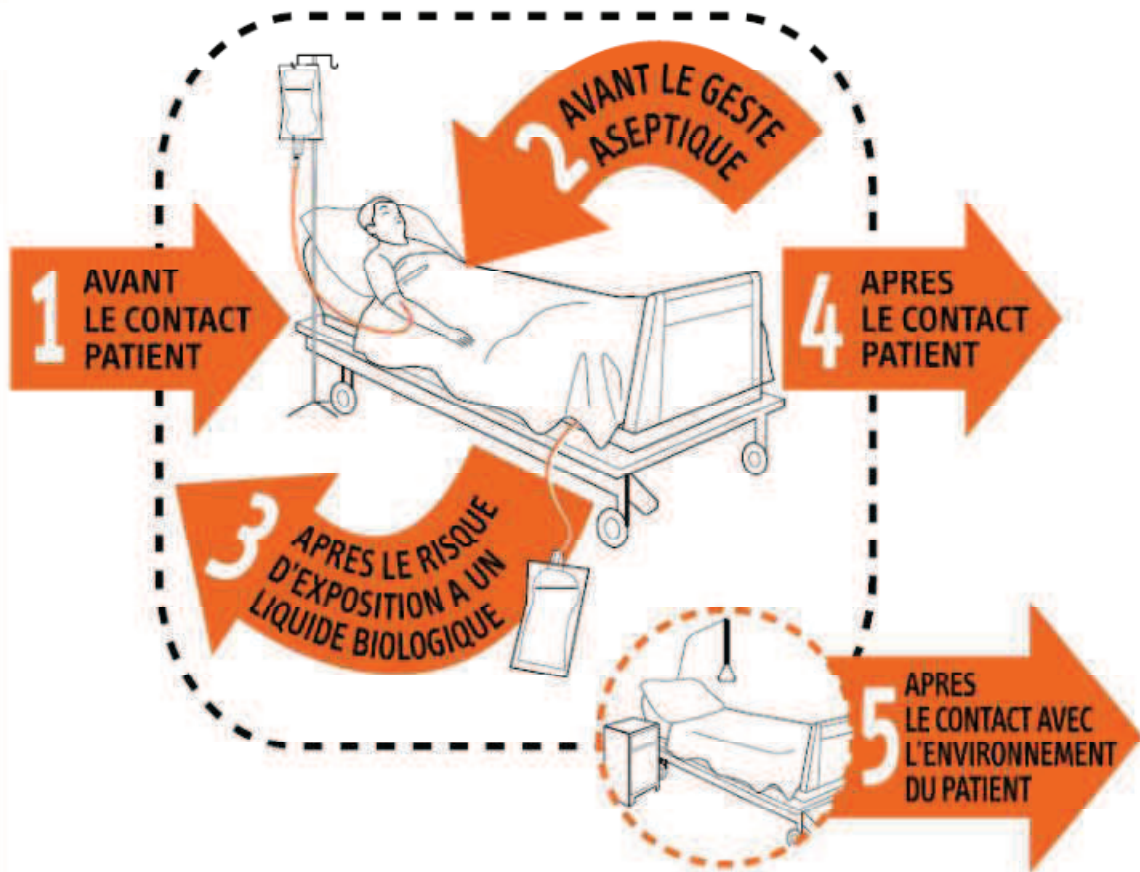 1
AVANT
LE CONTACT
PATIENT
2
AVANT LE GESTE
ASEPTIQUE
3
APRES LE RISQUE
D'EXPOSITION A UN
LIQUIDE BIOLOGIQUE
4
APRES
LE CONTACT
PATIENT
5
APRES
LE CONTACT AVEC
L'ENVIRONNEMENT
DU PATIENT